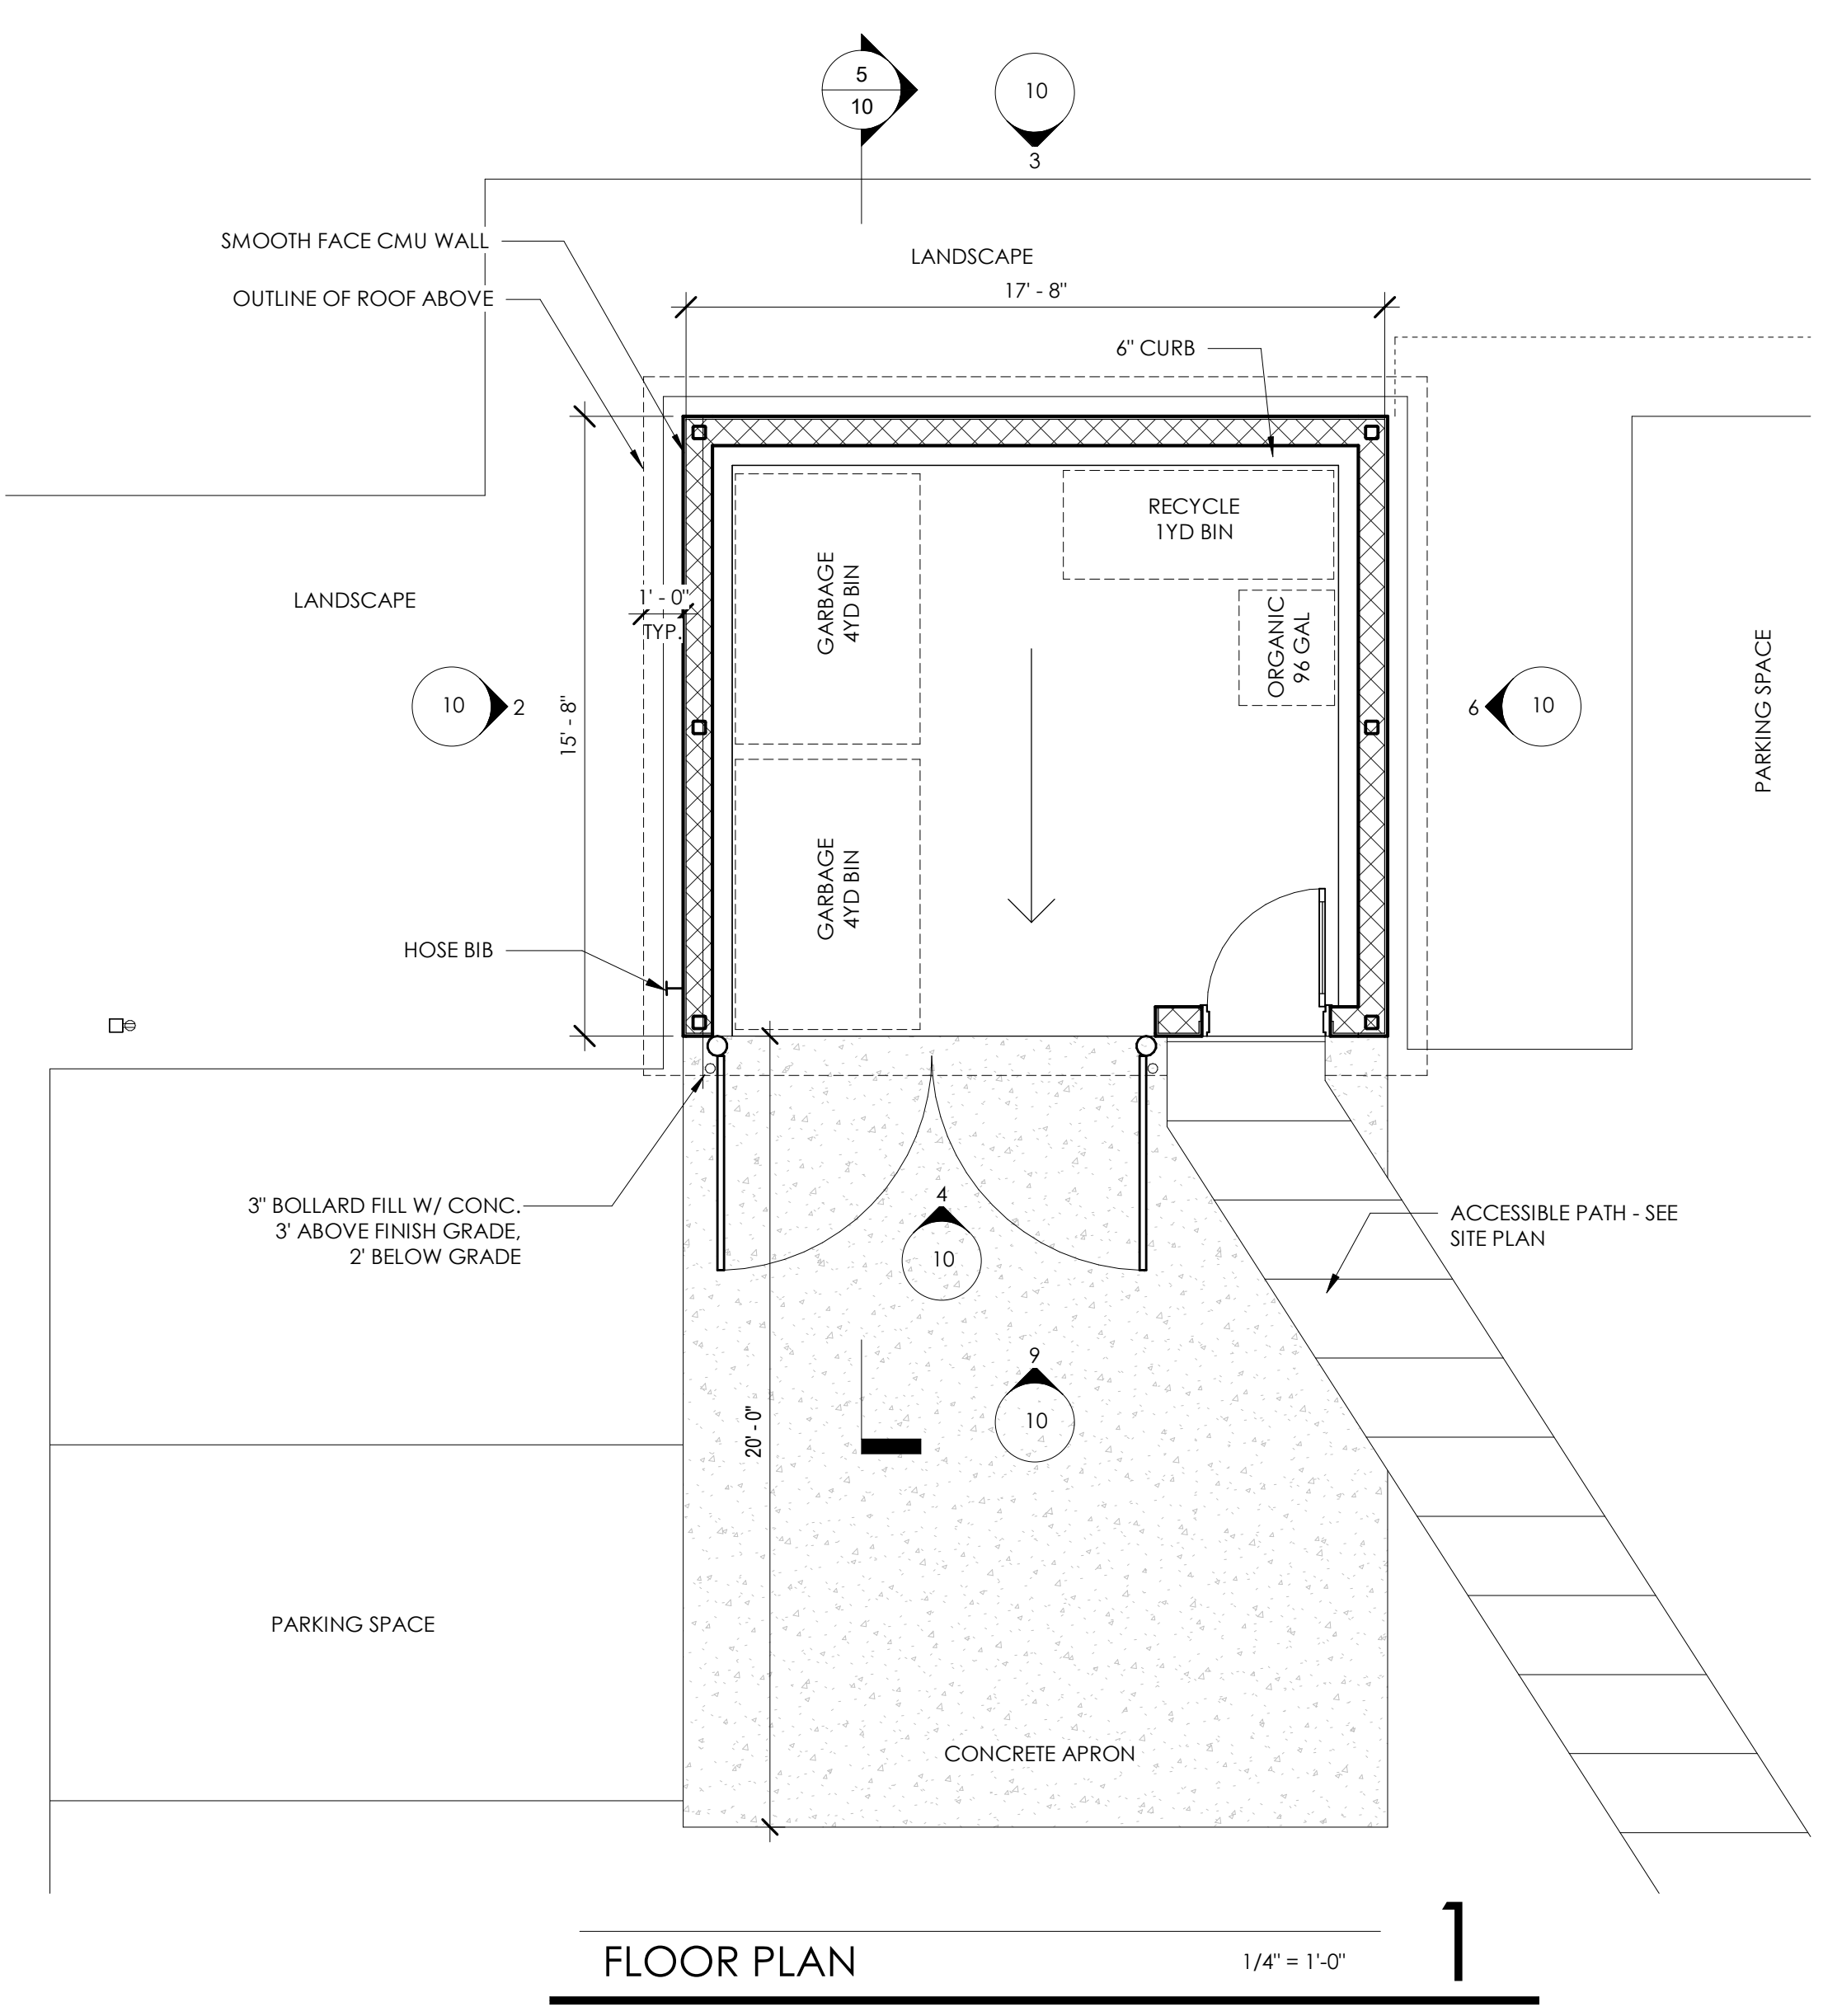 5
10
10
3
SMOOTH FACE CMU WALL
LANDSCAPE
17' - 8"
OUTLINE OF ROOF ABOVE
6" CURB
RECYCLE
1YD BIN
GARBAGE
4YD BIN
ORGANIC
96 GAL
1' - 0"
TYP.
LANDSCAPE
10
2
15' - 8"
6
10
PARKING SPACE
GARBAGE
4YD BIN
HOSE BIB
3" BOLLARD FILL W/ CONC.
3' ABOVE FINISH GRADE,
2' BELOW GRADE
4
10
ACCESSIBLE PATH - SEE
SITE PLAN
9
10
20' - 0"
PARKING SPACE
CONCRETE APRON
FLOOR PLAN
1/4" = 1'-0"
1